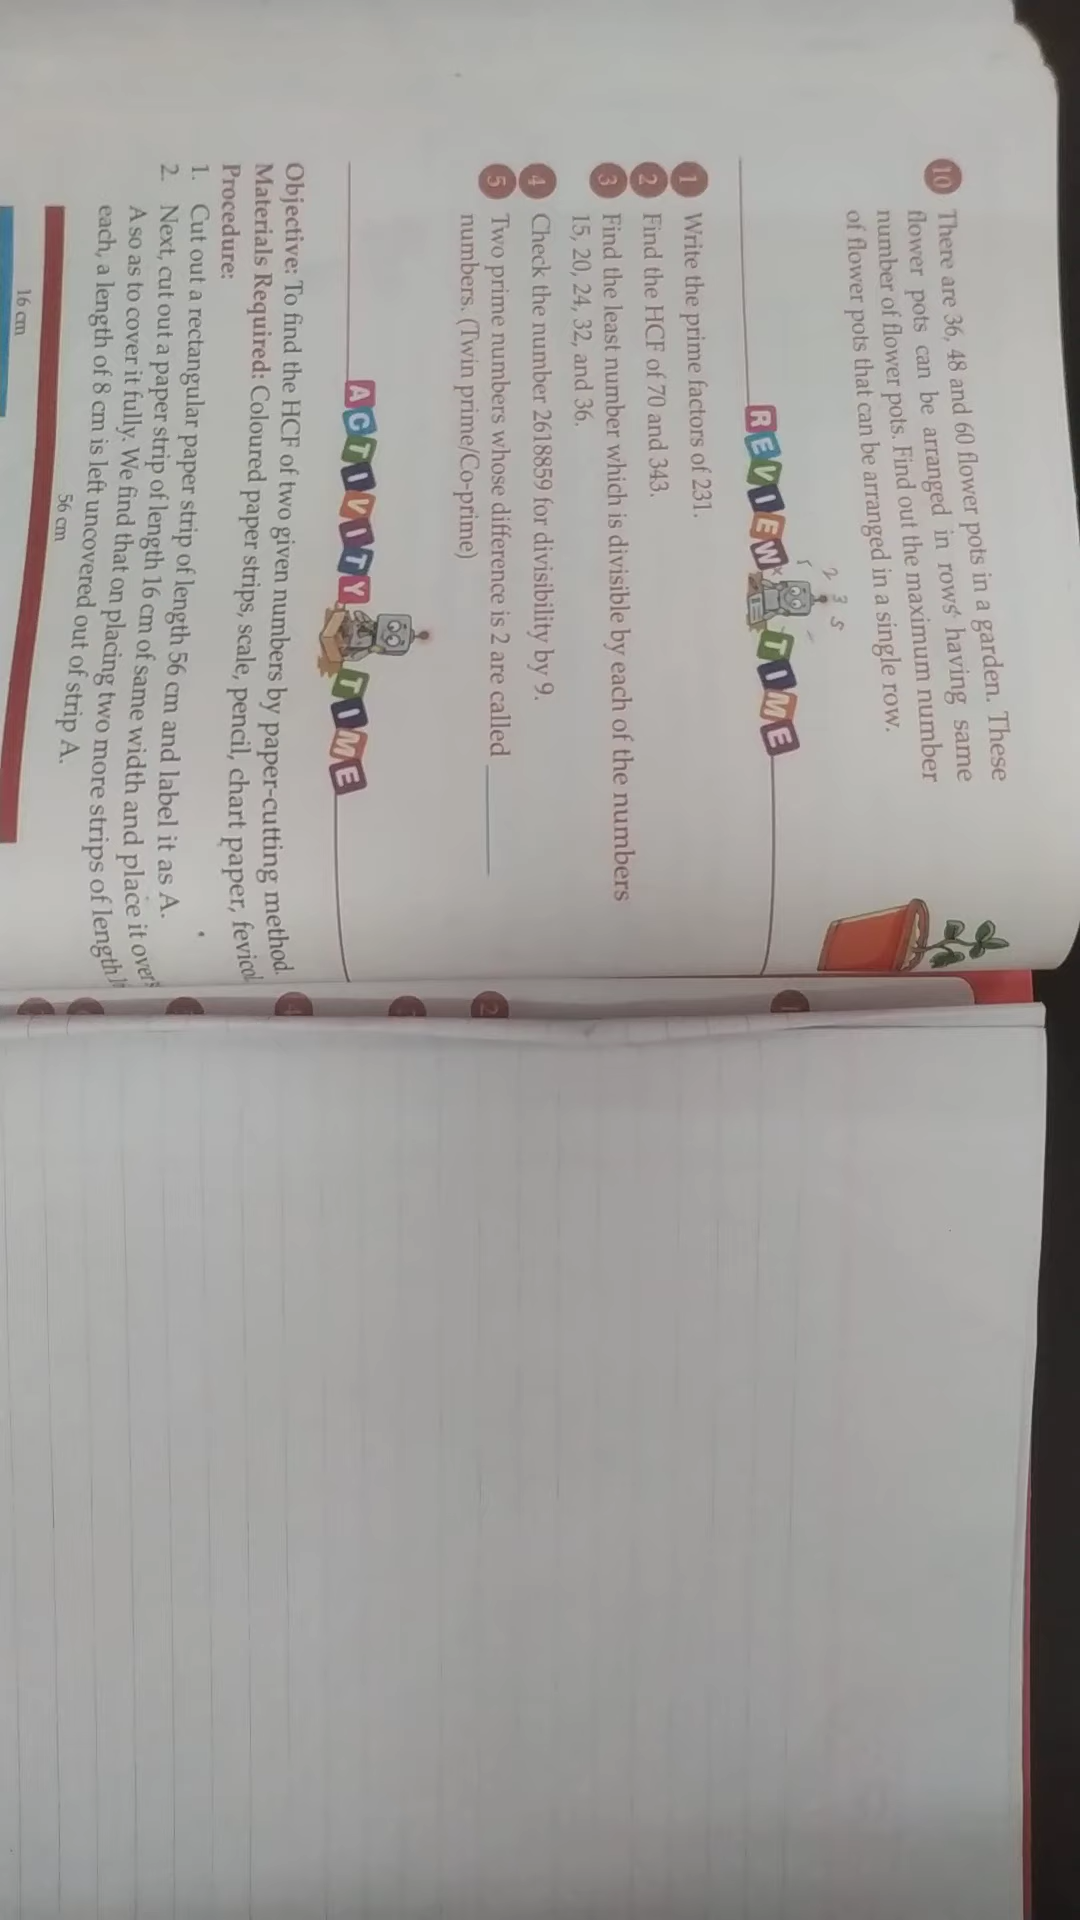 10 There are 36, 48 and 60 flower pots in a garden. These
flower pots can be arranged in rows having same
number of flower pots. Find out the maximum number
of flower pots that can be arranged in a single row.
2 3 5
REVIEW TIME
1 Write the prime factors of 231.
2 Find the HCF of 70 and 343.
3 Find the least number which is divisible by each of the numbers
15, 20, 24, 32, and 36.
4 Check the number 2618859 for divisibility by 9.
5 Two prime numbers whose difference is 2 are called ________
numbers. (Twin prime/Co-prime)
ACTIVITY TIME
Objective: To find the HCF of two given numbers by paper-cutting method.
Materials Required: Coloured paper strips, scale, pencil, chart paper, fevicol
Procedure:
1. Cut out a rectangular paper strip of length 56 cm and label it as A.
2. Next, cut out a paper strip of length 16 cm of same width and place it over
A so as to cover it fully. We find that on placing two more strips of length
each, a length of 8 cm is left uncovered out of strip A.
56 cm
16 cm
1
2
4